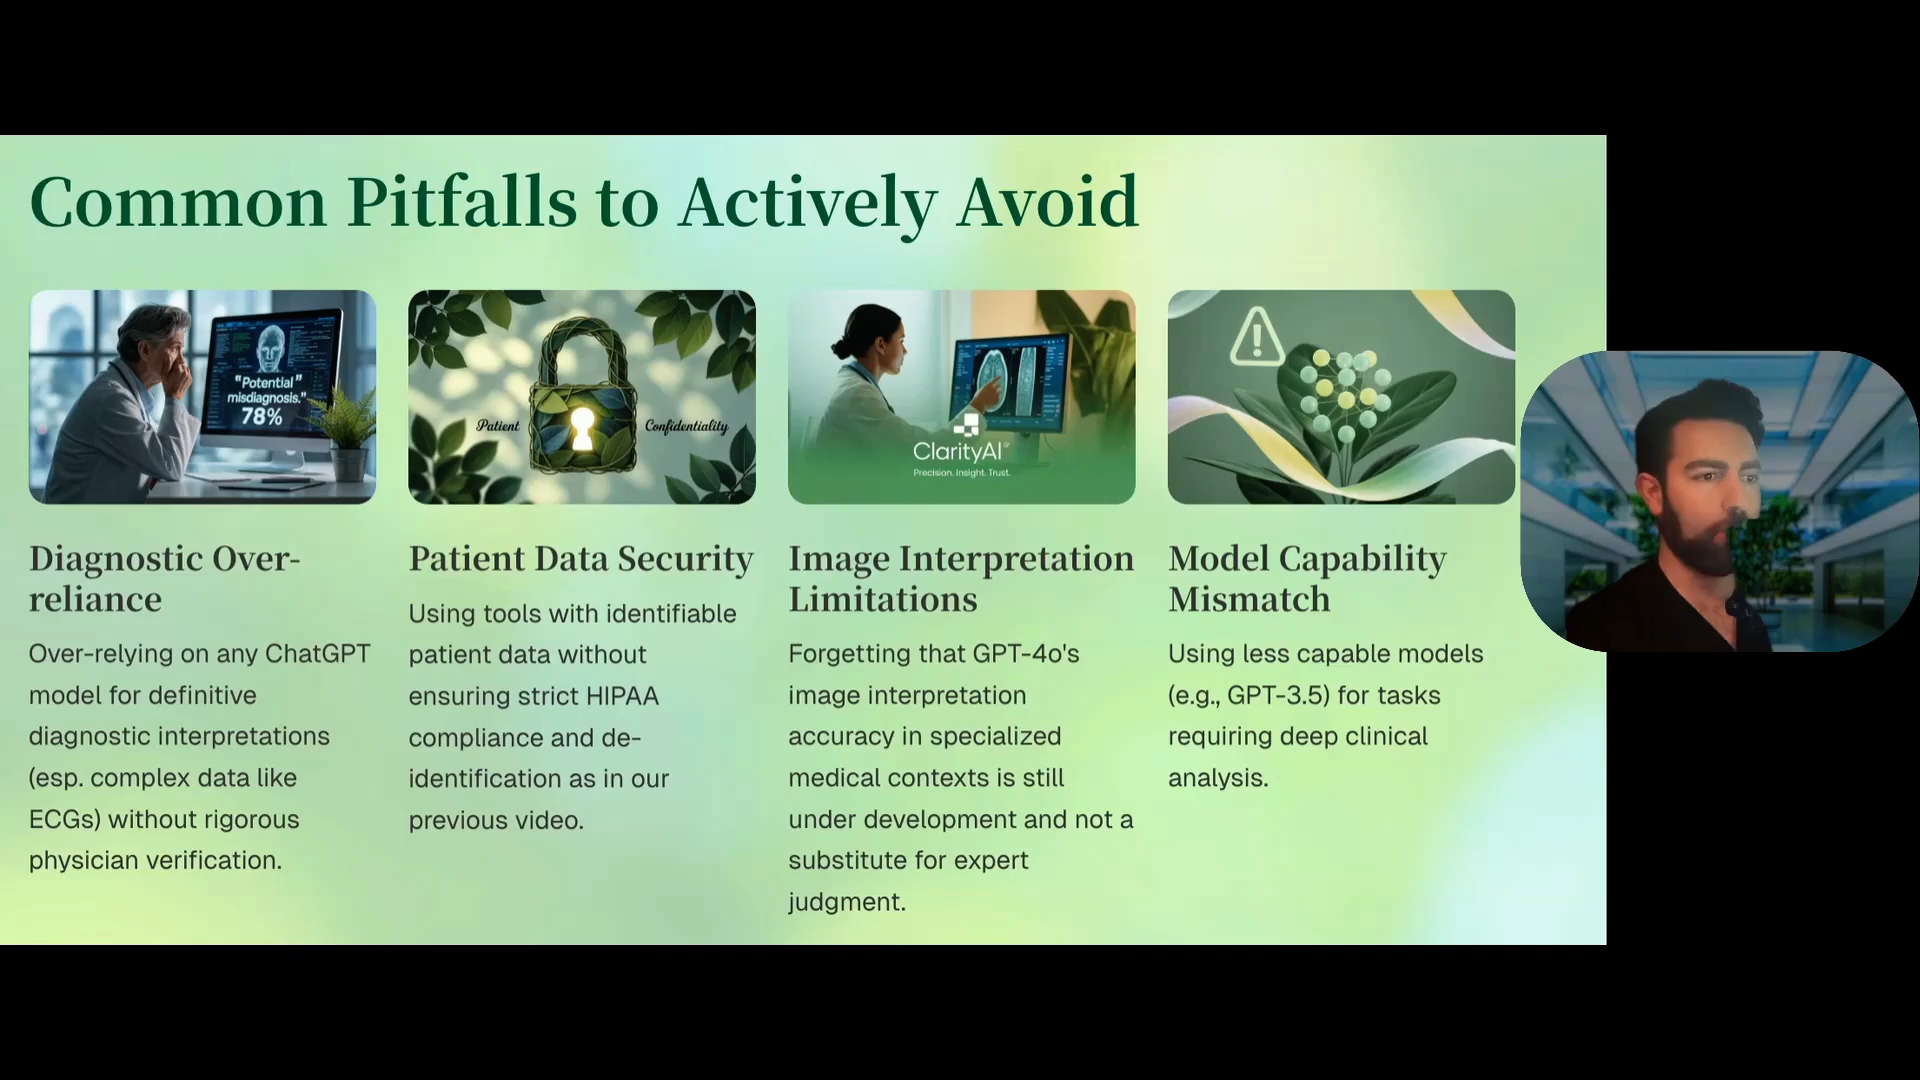 Common Pitfalls to Actively Avoid
"Potential"
misdiagnosis."
78%
Diagnostic Over-
reliance
Over-relying on any ChatGPT
model for definitive
diagnostic interpretations
(esp. complex data like
ECGs) without rigorous
physician verification.
Patient Confidentiality
Patient Data Security
Using tools with identifiable
patient data without
ensuring strict HIPAA
compliance and de-
identification as in our
previous video.
ClarityAI
Precision. Insight. Trust.
Image Interpretation
Limitations
Forgetting that GPT-4o's
image interpretation
accuracy in specialized
medical contexts is still
under development and not a
substitute for expert
judgment.
Model Capability
Mismatch
Using less capable models
(e.g., GPT-3.5) for tasks
requiring deep clinical
analysis.